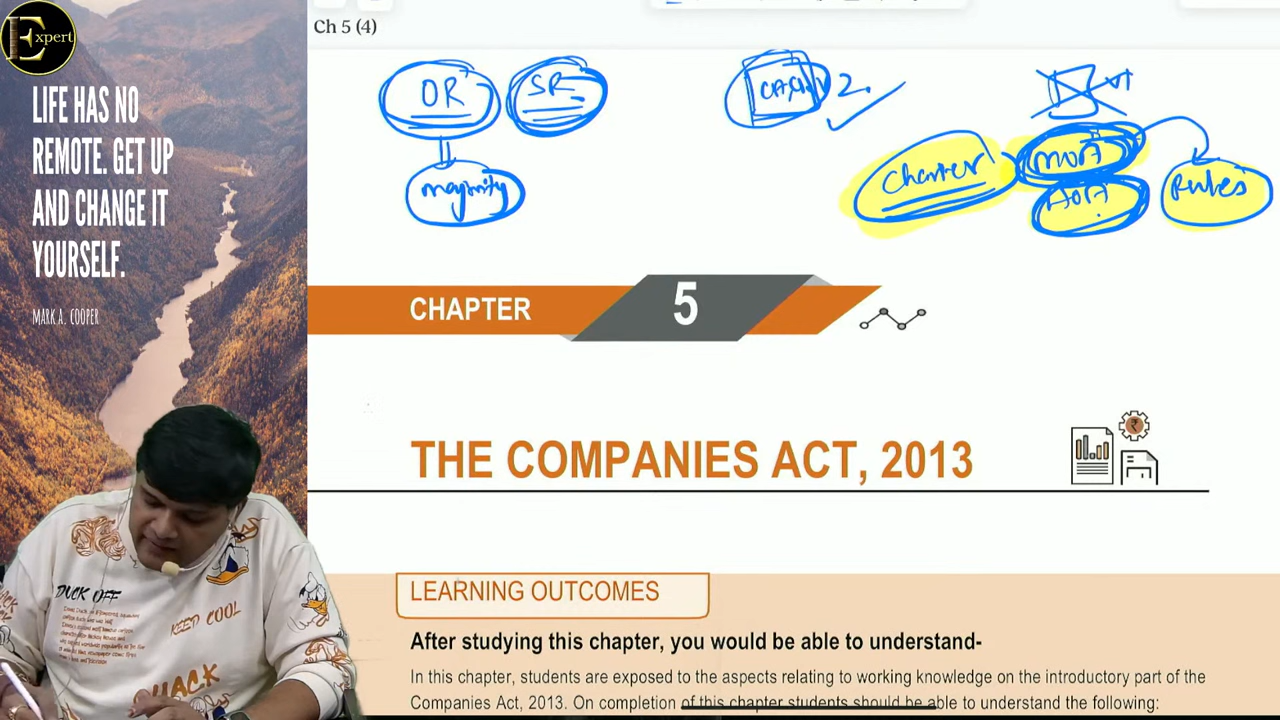 Expert
LIFE HAS NO
REMOTE. GET UP
AND CHANGE IT
YOURSELF.
MARK A. COOPER
Ch 5 (4)
OR SR
majority
2.
Charter MOA Rules
AOA
CHAPTER 5
THE COMPANIES ACT, 2013
LEARNING OUTCOMES
After studying this chapter, you would be able to understand-
In this chapter, students are exposed to the aspects relating to working knowledge on the introductory part of the
Companies Act, 2013. On completion of this chapter students should be able to understand the following:
DUCK OFF
KEEP COOL